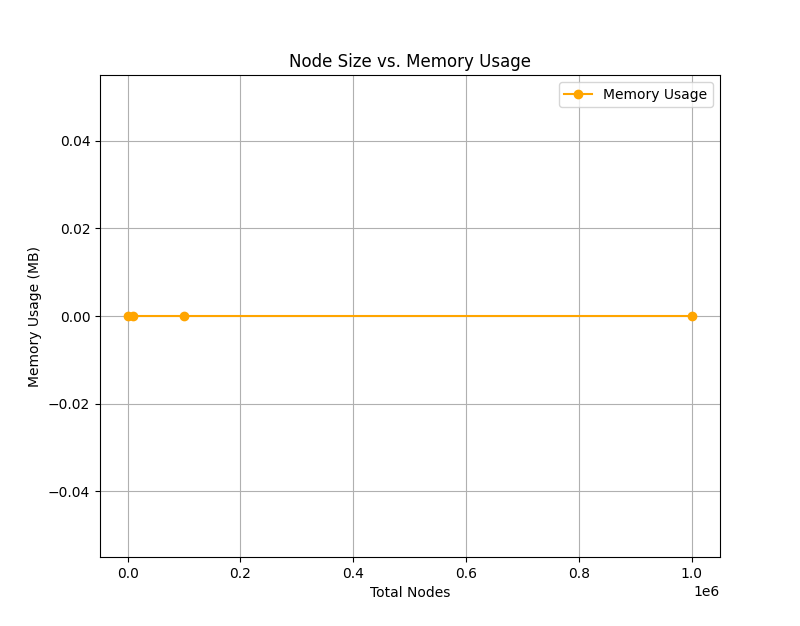 Node Size vs. Memory Usage
Memory Usage
0.04
0.02
0.00
−0.02
−0.04
Memory Usage (MB)
0.0 0.2 0.4 0.6 0.8 1.0
1e6
Total Nodes